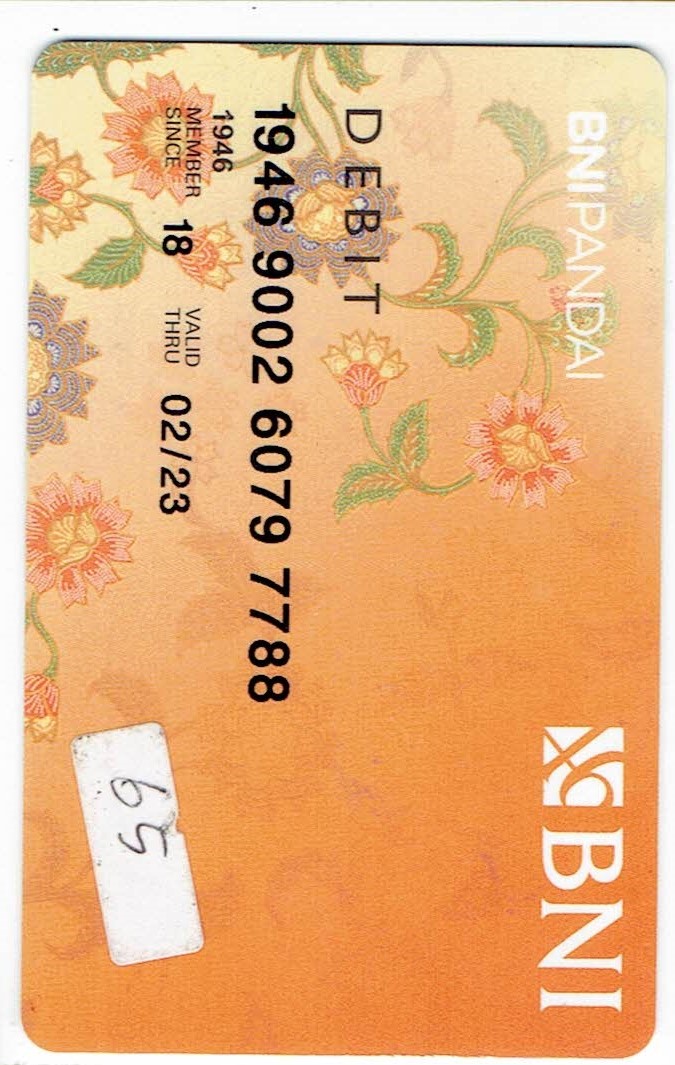 BNI PANDAI
BNI
DEBIT
1946 9002 6079 7788
1946
MEMBER SINCE 18 VALID THRU 02/23
65